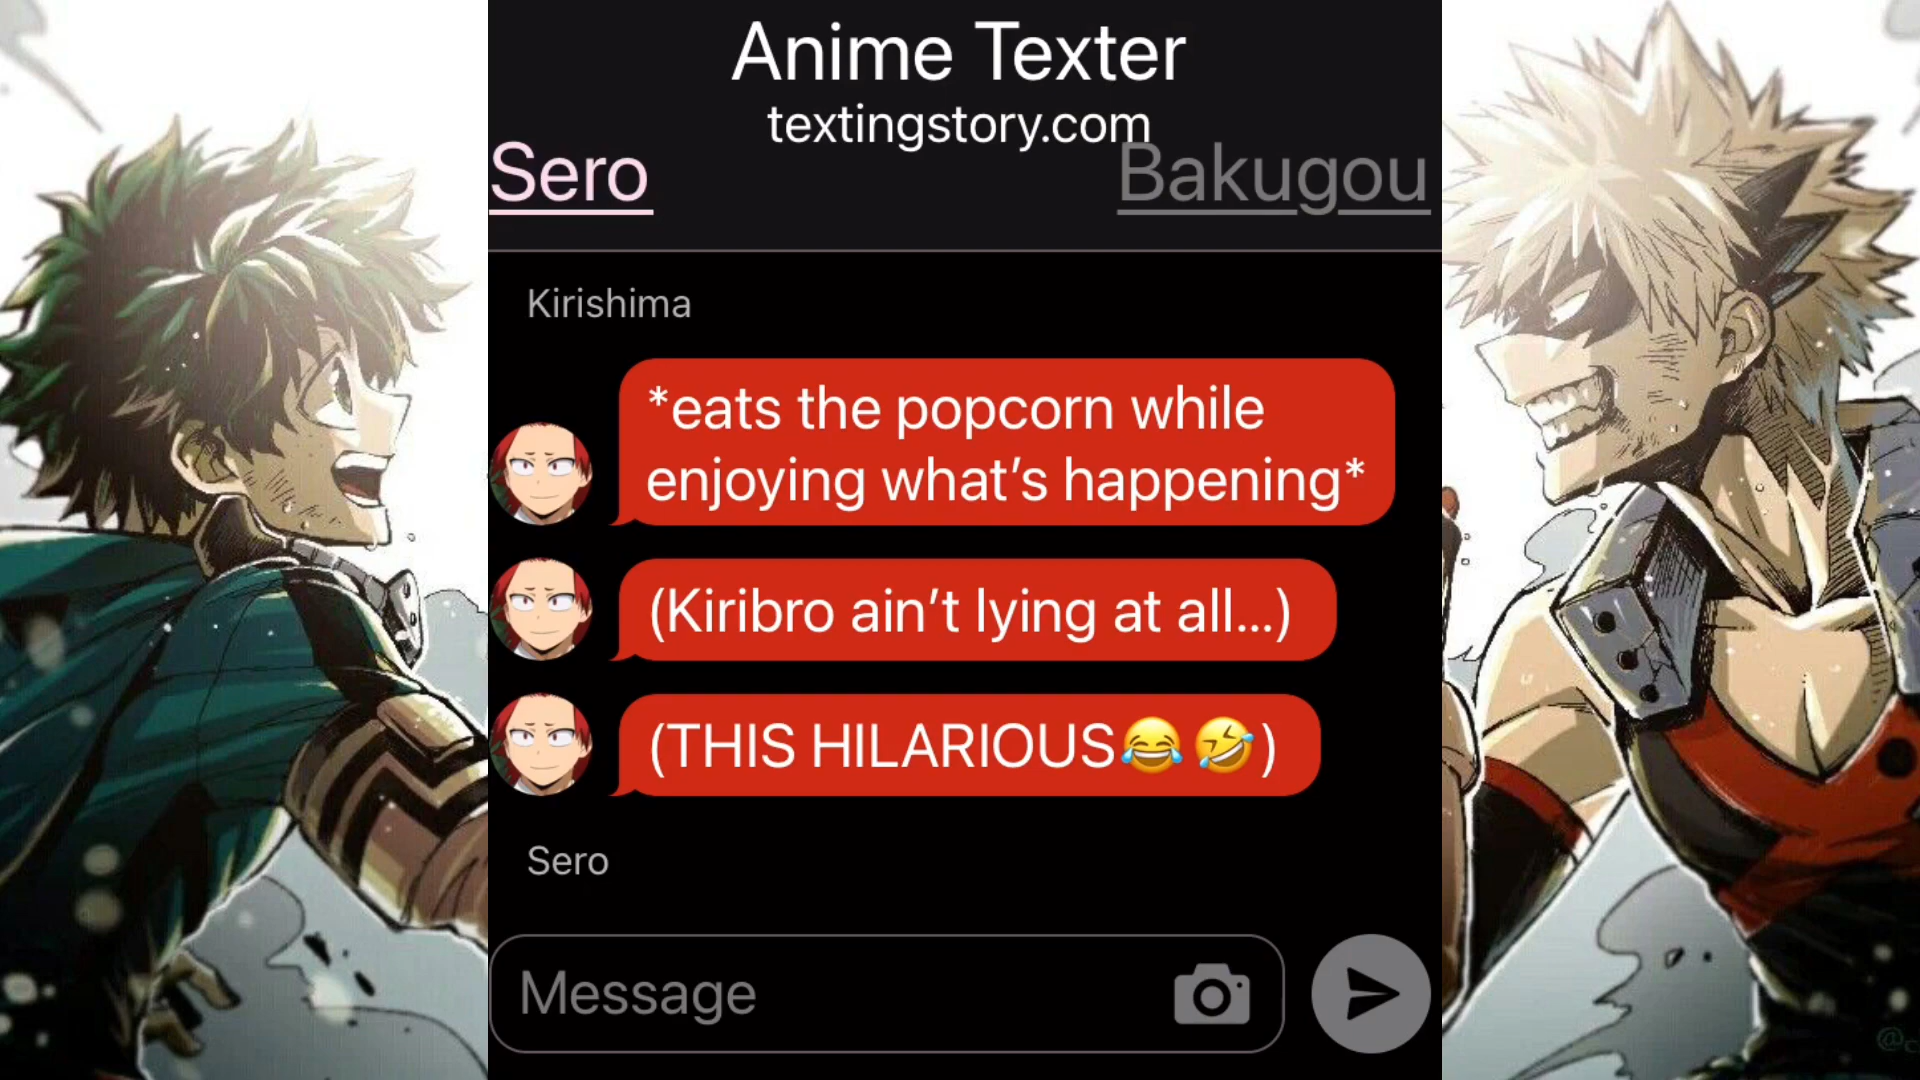 Anime Texter
textingstory.com
Sero
Bakugou
Kirishima
*eats the popcorn while
enjoying what’s happening*
(Kiribro ain’t lying at all...)
(THIS HILARIOUS😂🤣)
Sero
Message